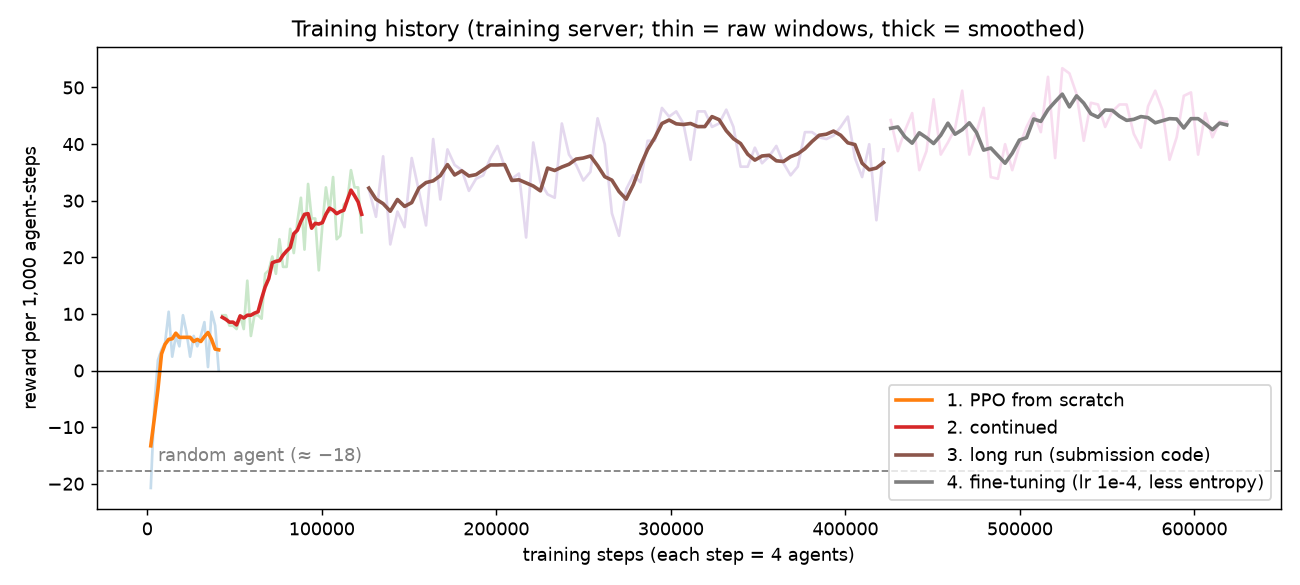 Training history (training server; thin = raw windows, thick = smoothed)
reward per 1,000 agent-steps
50
40
30
20
10
0
−10
−20
random agent (≈ −18)
1. PPO from scratch
2. continued
3. long run (submission code)
4. fine-tuning (lr 1e-4, less entropy)
0 100000 200000 300000 400000 500000 600000
training steps (each step = 4 agents)